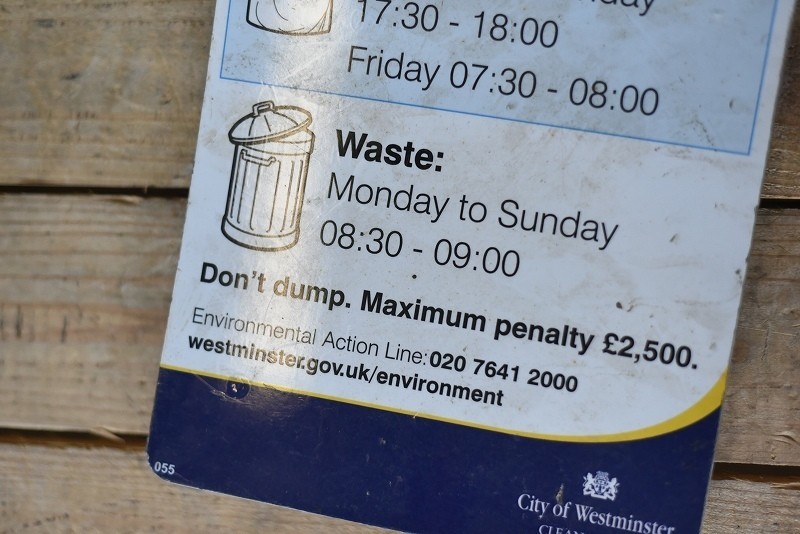 17:30 - 18:00
Friday 07:30 - 08:00
Waste:
Monday to Sunday
08:30 - 09:00
Don't dump. Maximum penalty £2,500.
Environmental Action Line: 020 7641 2000
westminster.gov.uk/environment
055
City of Westminster